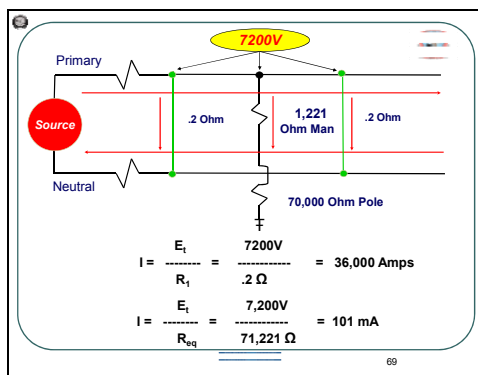 7200V
Primary
.2 Ohm
1,221
Ohm Man
.2 Ohm
Source
Neutral
70,000 Ohm Pole
Et 7200V
I = -------- = ------------ = 36,000 Amps
R1 .2 Ω
Et 7,200V
I = -------- = ------------ = 101 mA
Req 71,221 Ω
69